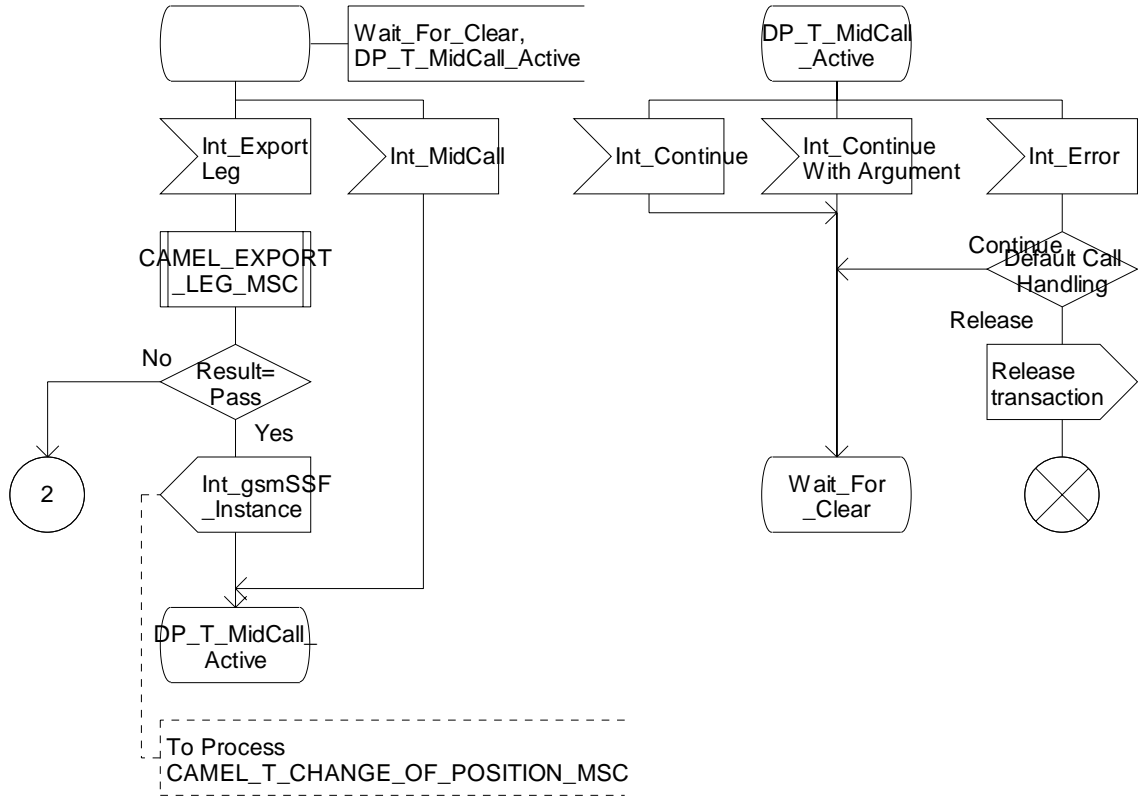 Wait_For_Clear,
DP_T_MidCall_Active
Int_Export
Leg
Int_MidCall
CAMEL_EXPORT
_LEG_MSC
No
Result=
Pass
Yes
2
Int_gsmSSF
_Instance
DP_T_MidCall_
Active
To Process
CAMEL_T_CHANGE_OF_POSITION_MSC
DP_T_MidCall
_Active
Int_Continue
Int_Continue
With Argument
Int_Error
Continue
Default Call
Handling
Release
Release
transaction
Wait_For
_Clear